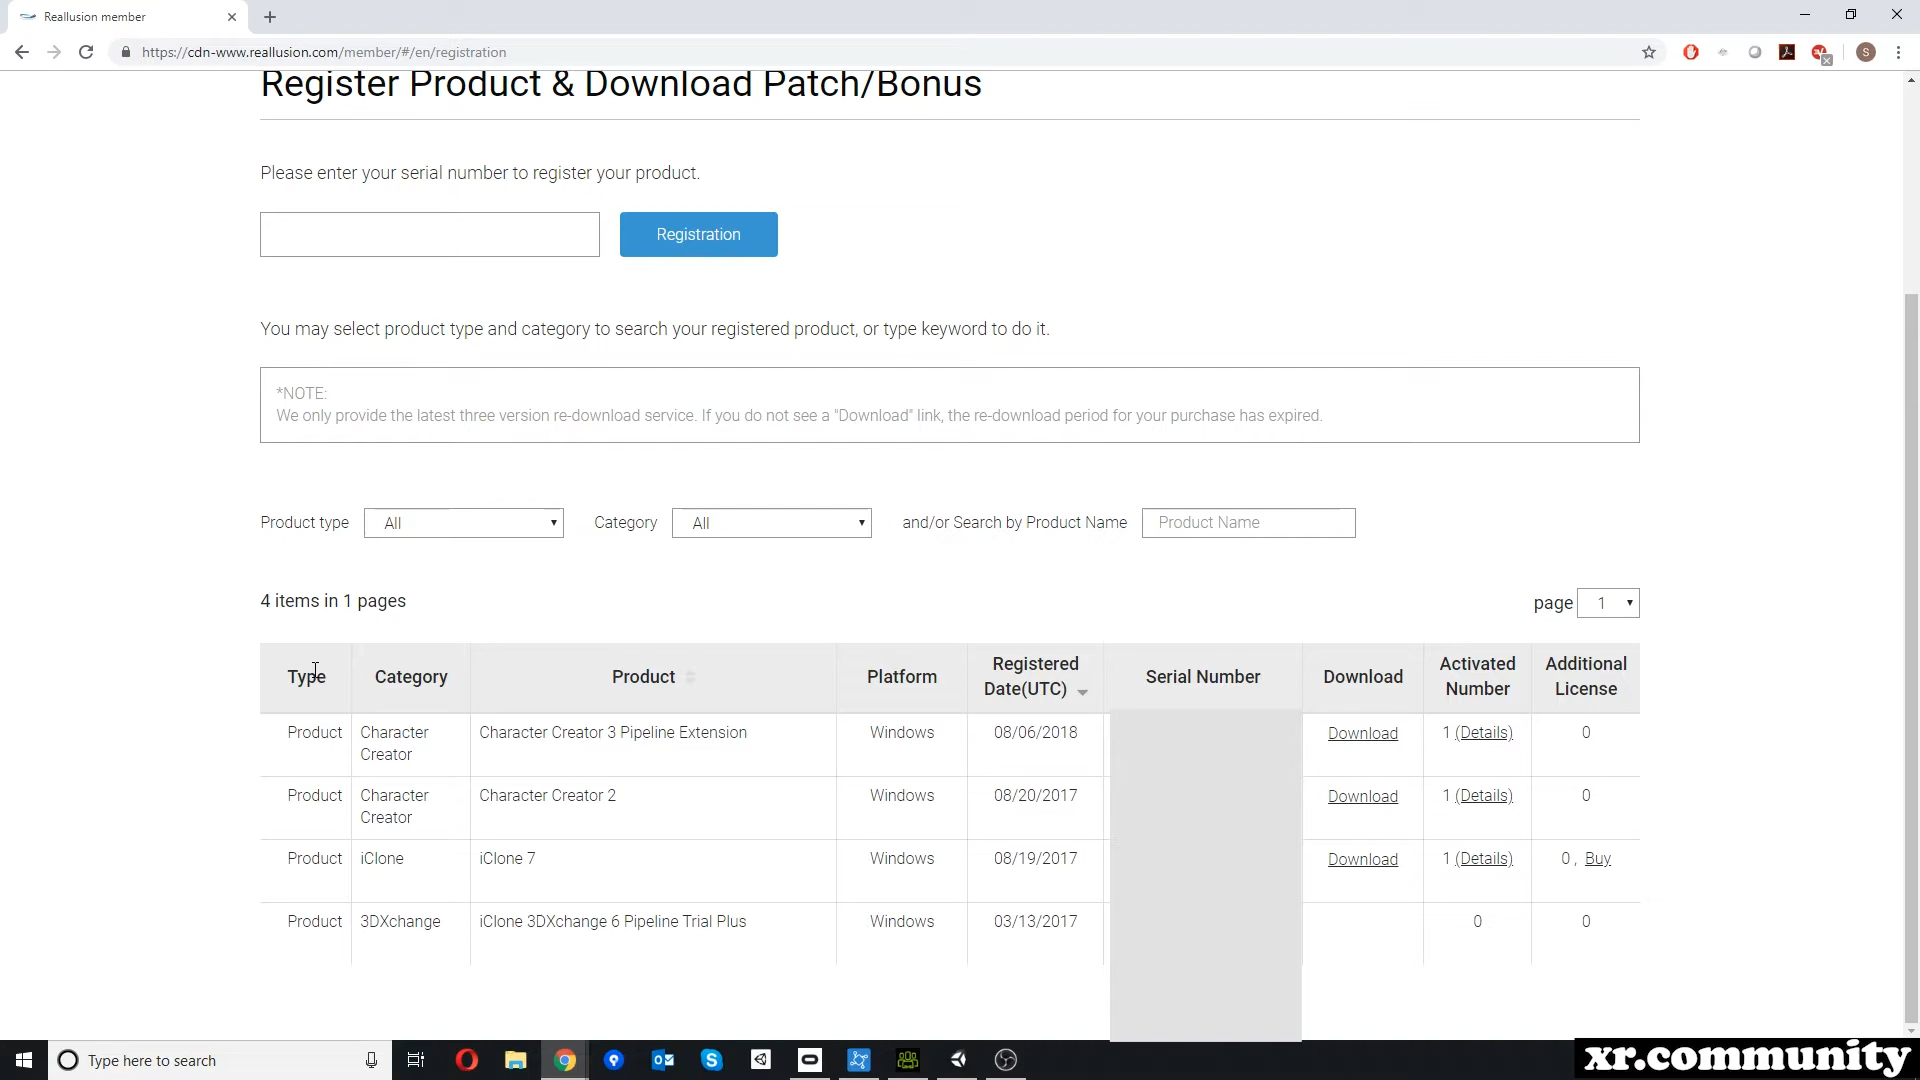 Reallusion member
https://cdn-www.reallusion.com/member/#/en/registration
S
Register Product & Download Patch/Bonus
Please enter your serial number to register your product.
Registration
You may select product type and category to search your registered product, or type keyword to do it.
*NOTE:
We only provide the latest three version re-download service. If you do not see a "Download" link, the re-download period for your purchase has expired.
Product type All Category All and/or Search by Product Name Product Name
4 items in 1 pages page 1
Type Category Product Platform Registered Date(UTC) Serial Number Download Activated Number Additional License
Product Character Creator Character Creator 3 Pipeline Extension Windows 08/06/2018 Download 1 (Details) 0
Product Character Creator Character Creator 2 Windows 08/20/2017 Download 1 (Details) 0
Product iClone iClone 7 Windows 08/19/2017 Download 1 (Details) 0 , Buy
Product 3DXchange iClone 3DXchange 6 Pipeline Trial Plus Windows 03/13/2017 0 0
Type here to search
xr.community